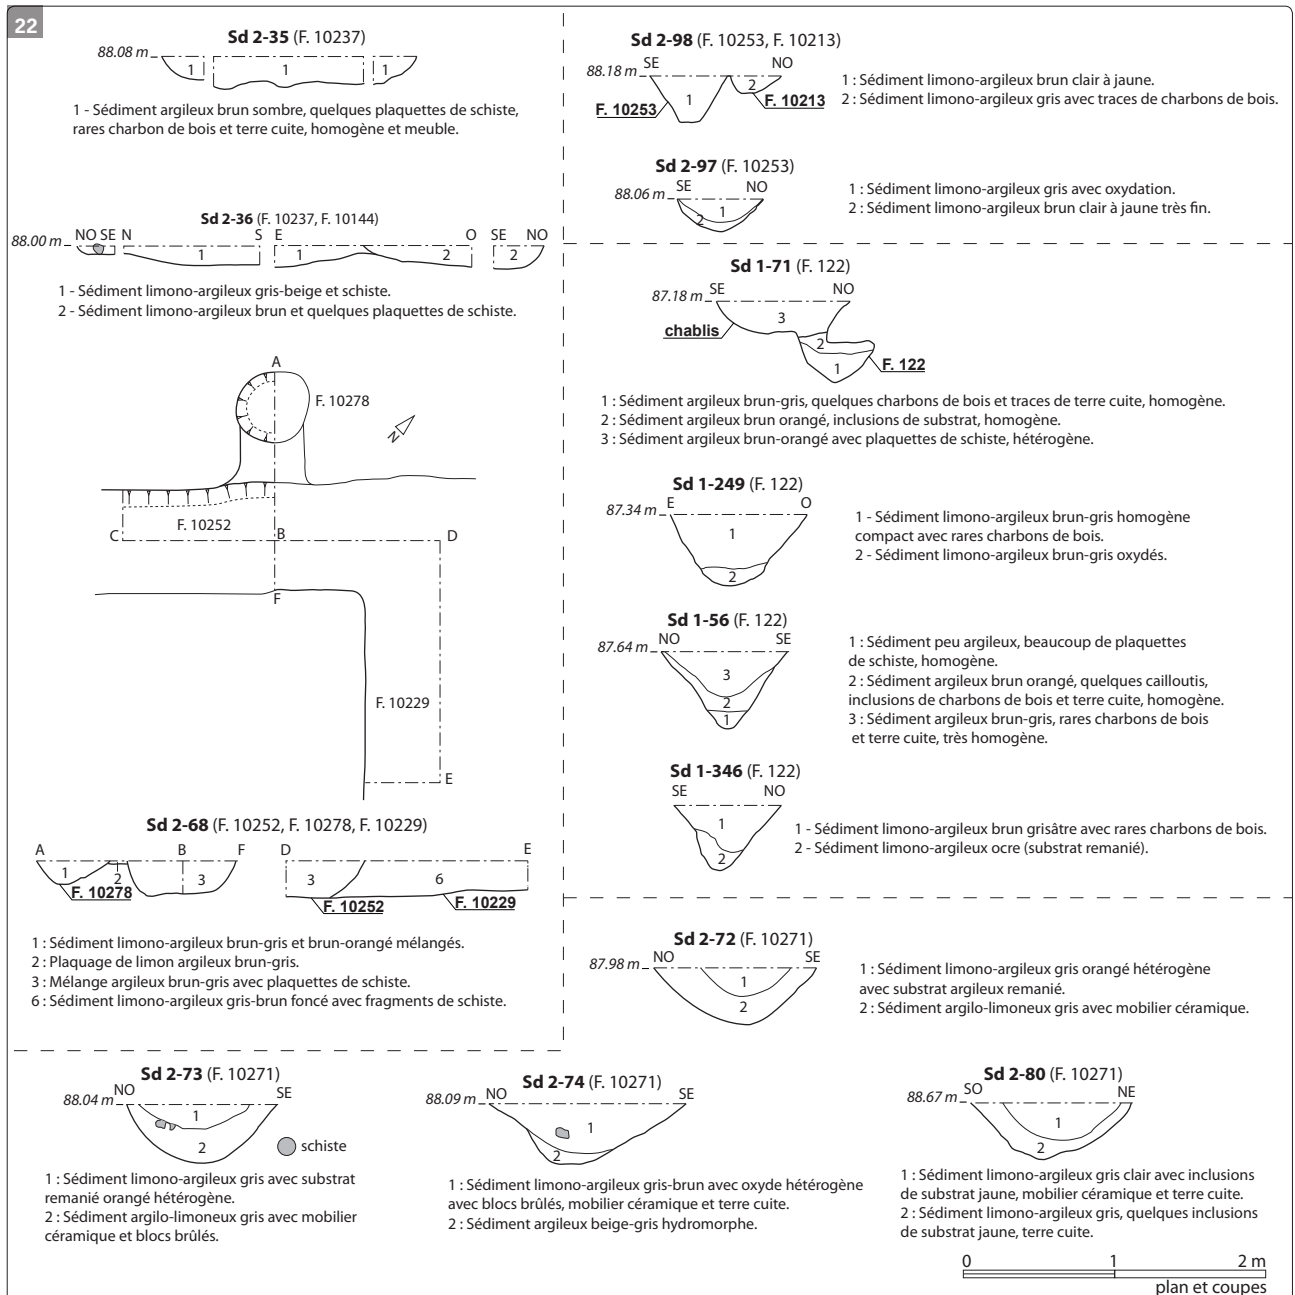 22
Sd 2-35 (F. 10237)
88.08 m
1 1 1
1 - Sédiment argileux brun sombre, quelques plaquettes de schiste,
rares charbon de bois et terre cuite, homogène et meuble.
Sd 2-36 (F. 10237, F. 10144)
88.00 m NO SE N S E O SE NO
1 1 2 2
1 - Sédiment limono-argileux gris-beige et schiste.
2 - Sédiment limono-argileux brun et quelques plaquettes de schiste.
A
F. 10278
N
F. 10252
C B D
F
F. 10229
E
Sd 2-68 (F. 10252, F. 10278, F. 10229)
A B F D E
1 2 3 3 6
F. 10278
F. 10252 F. 10229
1 : Sédiment limono-argileux brun-gris et brun-orangé mélangés.
2 : Plaquage de limon argileux brun-gris.
3 : Mélange argileux brun-gris avec plaquettes de schiste.
6 : Sédiment limono-argileux gris-brun foncé avec fragments de schiste.
Sd 2-98 (F. 10253, F. 10213)
SE NO
88.18 m
1 2
F. 10253 F. 10213
1 : Sédiment limono-argileux brun clair à jaune.
2 : Sédiment limono-argileux gris avec traces de charbons de bois.
Sd 2-97 (F. 10253)
SE NO
88.06 m
1
2
1 : Sédiment limono-argileux gris avec oxydation.
2 : Sédiment limono-argileux brun clair à jaune très fin.
Sd 1-71 (F. 122)
87.18 m SE NO
3
chablis
2
1
F. 122
1 : Sédiment argileux brun-gris, quelques charbons de bois et traces de terre cuite, homogène.
2 : Sédiment argileux brun orangé, inclusions de substrat, homogène.
3 : Sédiment argileux brun-orangé avec plaquettes de schiste, hétérogène.
Sd 1-249 (F. 122)
E O
87.34 m
1
2
1 - Sédiment limono-argileux brun-gris homogène
compact avec rares charbons de bois.
2 - Sédiment limono-argileux brun-gris oxydés.
Sd 1-56 (F. 122)
NO SE
87.64 m
3
2
1
1 : Sédiment peu argileux, beaucoup de plaquettes
de schiste, homogène.
2 : Sédiment argileux brun orangé, quelques cailloutis,
inclusions de charbons de bois et terre cuite, homogène.
3 : Sédiment argileux brun-gris, rares charbons de bois
et terre cuite, très homogène.
Sd 1-346 (F. 122)
SE NO
1
2
1 - Sédiment limono-argileux brun grisâtre avec rares charbons de bois.
2 - Sédiment limono-argileux ocre (substrat remanié).
Sd 2-72 (F. 10271)
NO SE
87.98 m
1
2
1 : Sédiment limono-argileux gris orangé hétérogène
avec substrat argileux remanié.
2 : Sédiment argilo-limoneux gris avec mobilier céramique.
Sd 2-73 (F. 10271)
NO SE
88.04 m
1
2
schiste
1 : Sédiment limono-argileux gris avec substrat
remanié orangé hétérogène.
2 : Sédiment argilo-limoneux gris avec mobilier
céramique et blocs brûlés.
Sd 2-74 (F. 10271)
NO SE
88.09 m
1
2
1 : Sédiment limono-argileux gris-brun avec oxyde hétérogène
avec blocs brûlés, mobilier céramique et terre cuite.
2 : Sédiment argileux beige-gris hydromorphe.
Sd 2-80 (F. 10271)
SO NE
88.67 m
1
2
1 : Sédiment limono-argileux gris clair avec inclusions
de substrat jaune, mobilier céramique et terre cuite.
2 : Sédiment limono-argileux gris, quelques inclusions
de substrat jaune, terre cuite.
0 1 2 m
plan et coupes